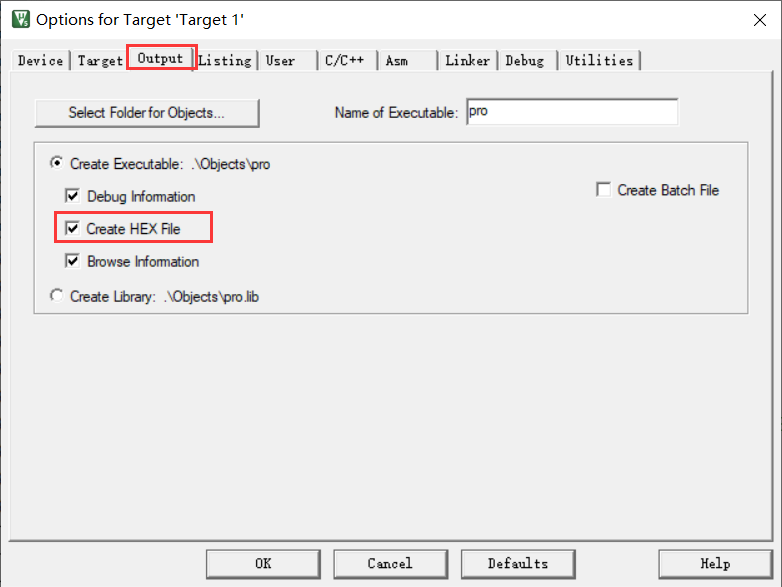 Options for Target 'Target 1'
Device Target Output Listing User C/C++ Asm Linker Debug Utilities
Select Folder for Objects... Name of Executable: pro
Create Executable: .\Objects\pro
Debug Information Create Batch File
Create HEX File
Browse Information
Create Library: .\Objects\pro.lib
OK Cancel Defaults Help